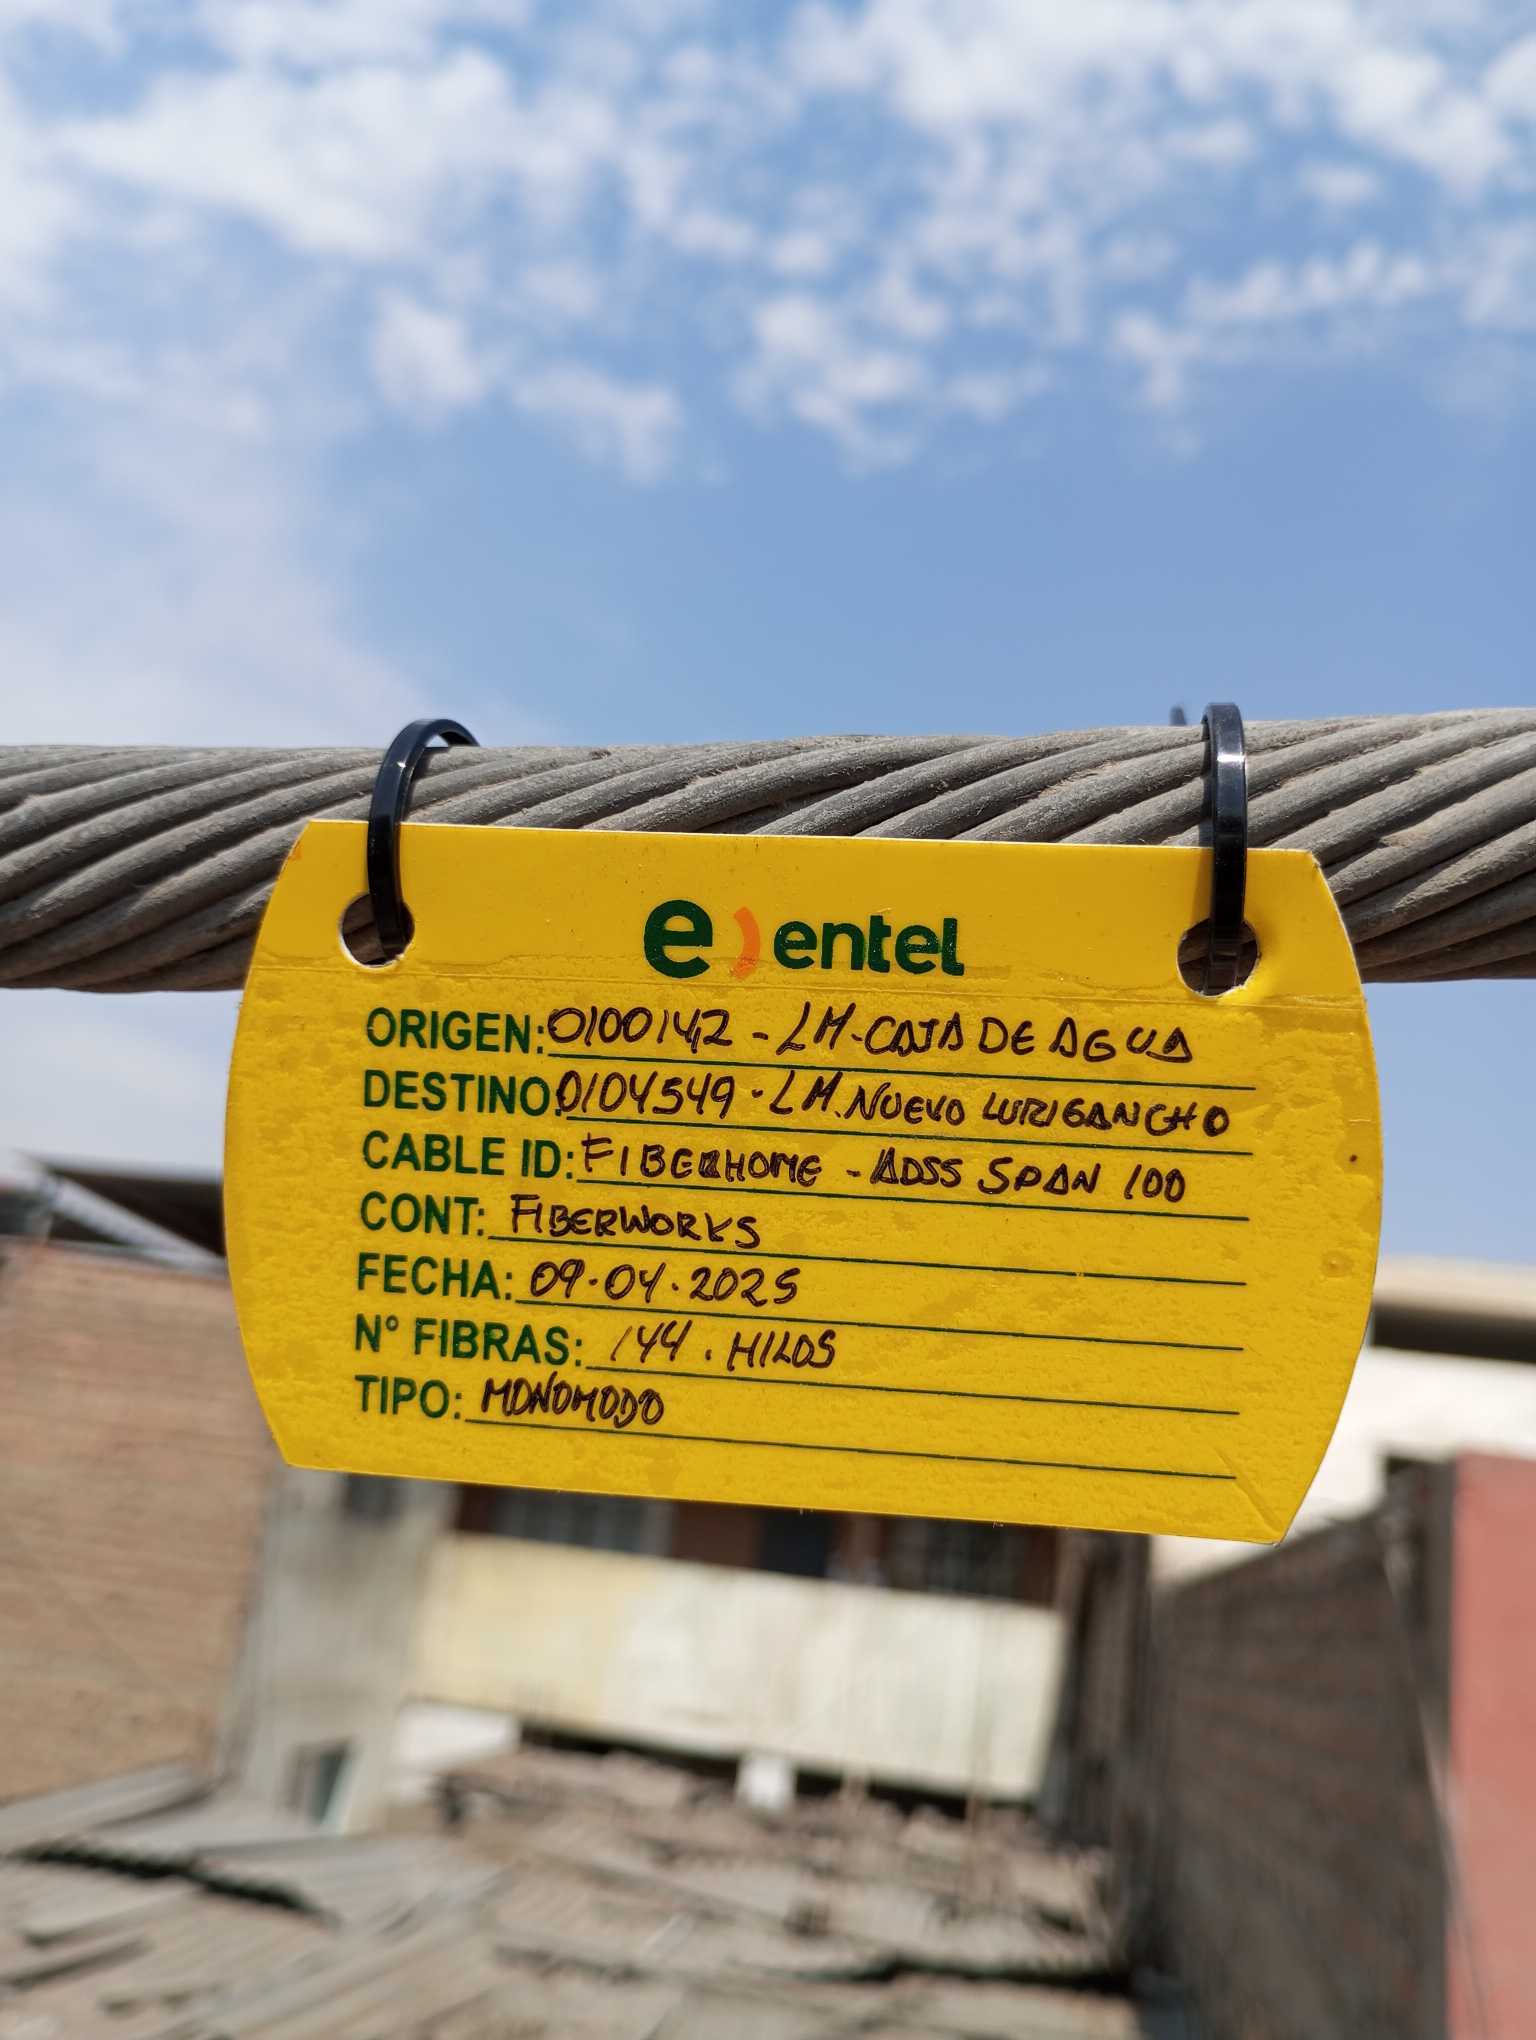 e) entel
ORIGEN: 0100142 - LM-CAJA DE AGUA
DESTINO: 0104549 - LM.NUEVO LURIGANCHO
CABLE ID: FIBERHOME - ADSS SPAN 100
CONT: FIBERWORKS
FECHA: 09.04.2025
N° FIBRAS: 144. HILOS
TIPO: MONOMODO